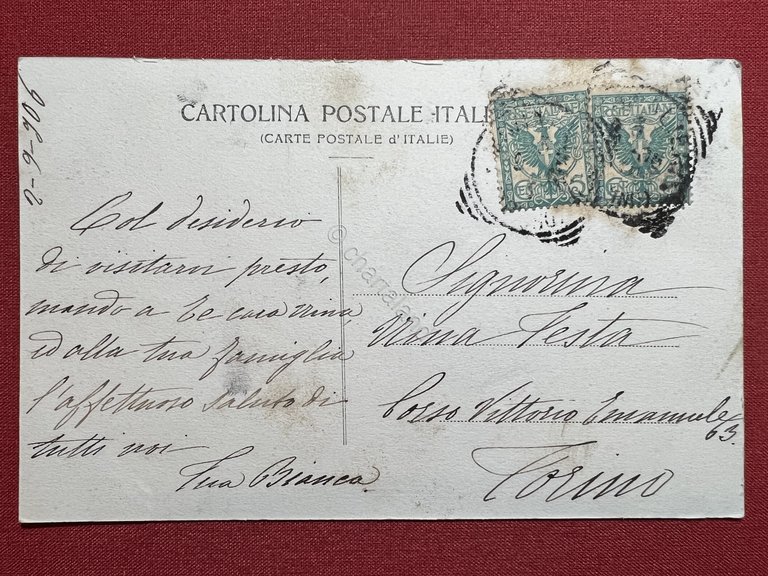 2-6-906
CARTOLINA POSTALE ITAL
(CARTE POSTALE d'ITALIE)
Col desiderio
di visitarvi presto,
mando a te cara Nina,
ed alla tua famiglia
l'affettuoso saluto di
tutti noi
Tua Bianca
Signorina
Nina Testa
Corso Vittorio Emanuele
63.
Torino